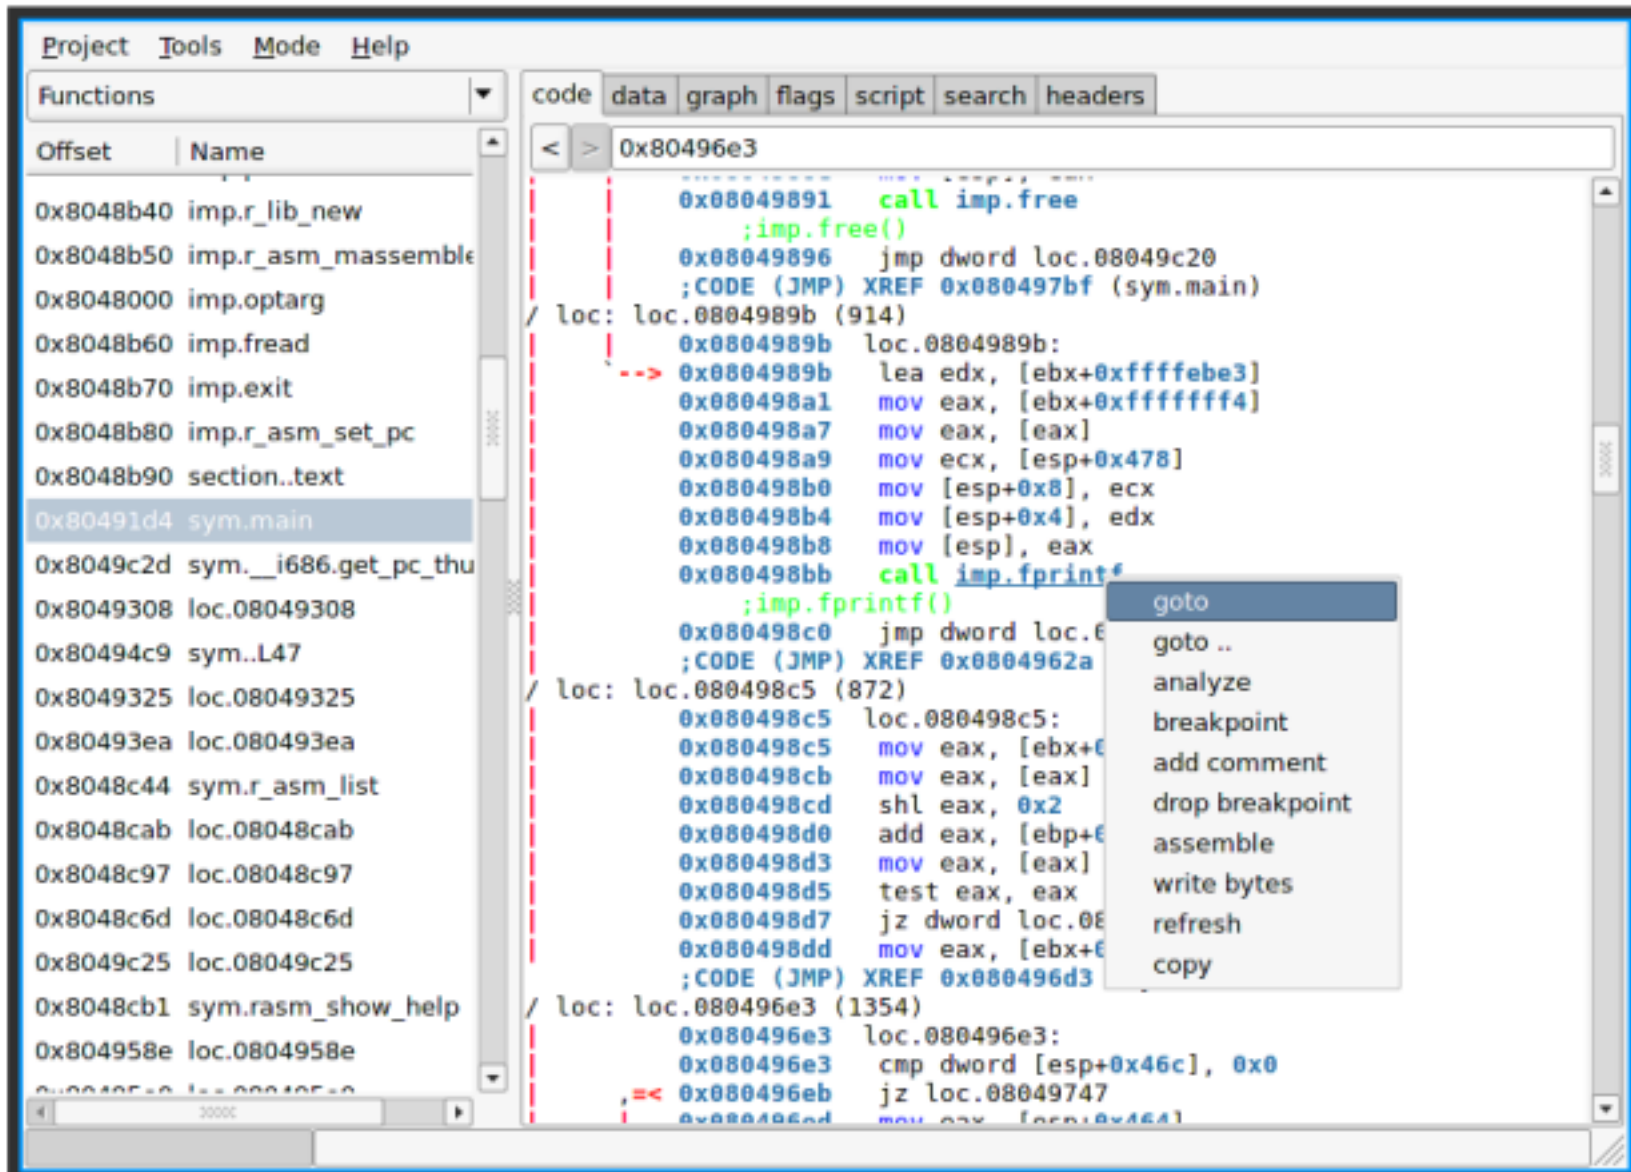 Project Tools Mode Help
Functions
Offset Name
0x8048b40 imp.r_lib_new
0x8048b50 imp.r_asm_massemble
0x8048000 imp.optarg
0x8048b60 imp.fread
0x8048b70 imp.exit
0x8048b80 imp.r_asm_set_pc
0x8048b90 section..text
0x80491d4 sym.main
0x8049c2d sym.__i686.get_pc_thu
0x8049308 loc.08049308
0x80494c9 sym..L47
0x8049325 loc.08049325
0x80493ea loc.080493ea
0x8048c44 sym.r_asm_list
0x8048cab loc.08048cab
0x8048c97 loc.08048c97
0x8048c6d loc.08048c6d
0x8049c25 loc.08049c25
0x8048cb1 sym.rasm_show_help
0x804958e loc.0804958e
code data graph flags script search headers
< > 0x80496e3
0x08049891 call imp.free
;imp.free()
0x08049896 jmp dword loc.08049c20
;CODE (JMP) XREF 0x080497bf (sym.main)
/ loc: loc.0804989b (914)
0x0804989b loc.0804989b:
`--> 0x0804989b lea edx, [ebx+0xffffebe3]
0x080498a1 mov eax, [ebx+0xfffffff4]
0x080498a7 mov eax, [eax]
0x080498a9 mov ecx, [esp+0x478]
0x080498b0 mov [esp+0x8], ecx
0x080498b4 mov [esp+0x4], edx
0x080498b8 mov [esp], eax
0x080498bb call imp.fprintf
;imp.fprintf()
0x080498c0 jmp dword loc.
;CODE (JMP) XREF 0x0804962a
/ loc: loc.080498c5 (872)
0x080498c5 loc.080498c5:
0x080498c5 mov eax, [ebx+
0x080498cb mov eax, [eax]
0x080498cd shl eax, 0x2
0x080498d0 add eax, [ebp+
0x080498d3 mov eax, [eax]
0x080498d5 test eax, eax
0x080498d7 jz dword loc.08
0x080498dd mov eax, [ebx+
;CODE (JMP) XREF 0x080496d3
/ loc: loc.080496e3 (1354)
0x080496e3 loc.080496e3:
0x080496e3 cmp dword [esp+0x46c], 0x0
,=< 0x080496eb jz loc.08049747
0x080496ed mov eax, [esp+0x464]
goto
goto ..
analyze
breakpoint
add comment
drop breakpoint
assemble
write bytes
refresh
copy